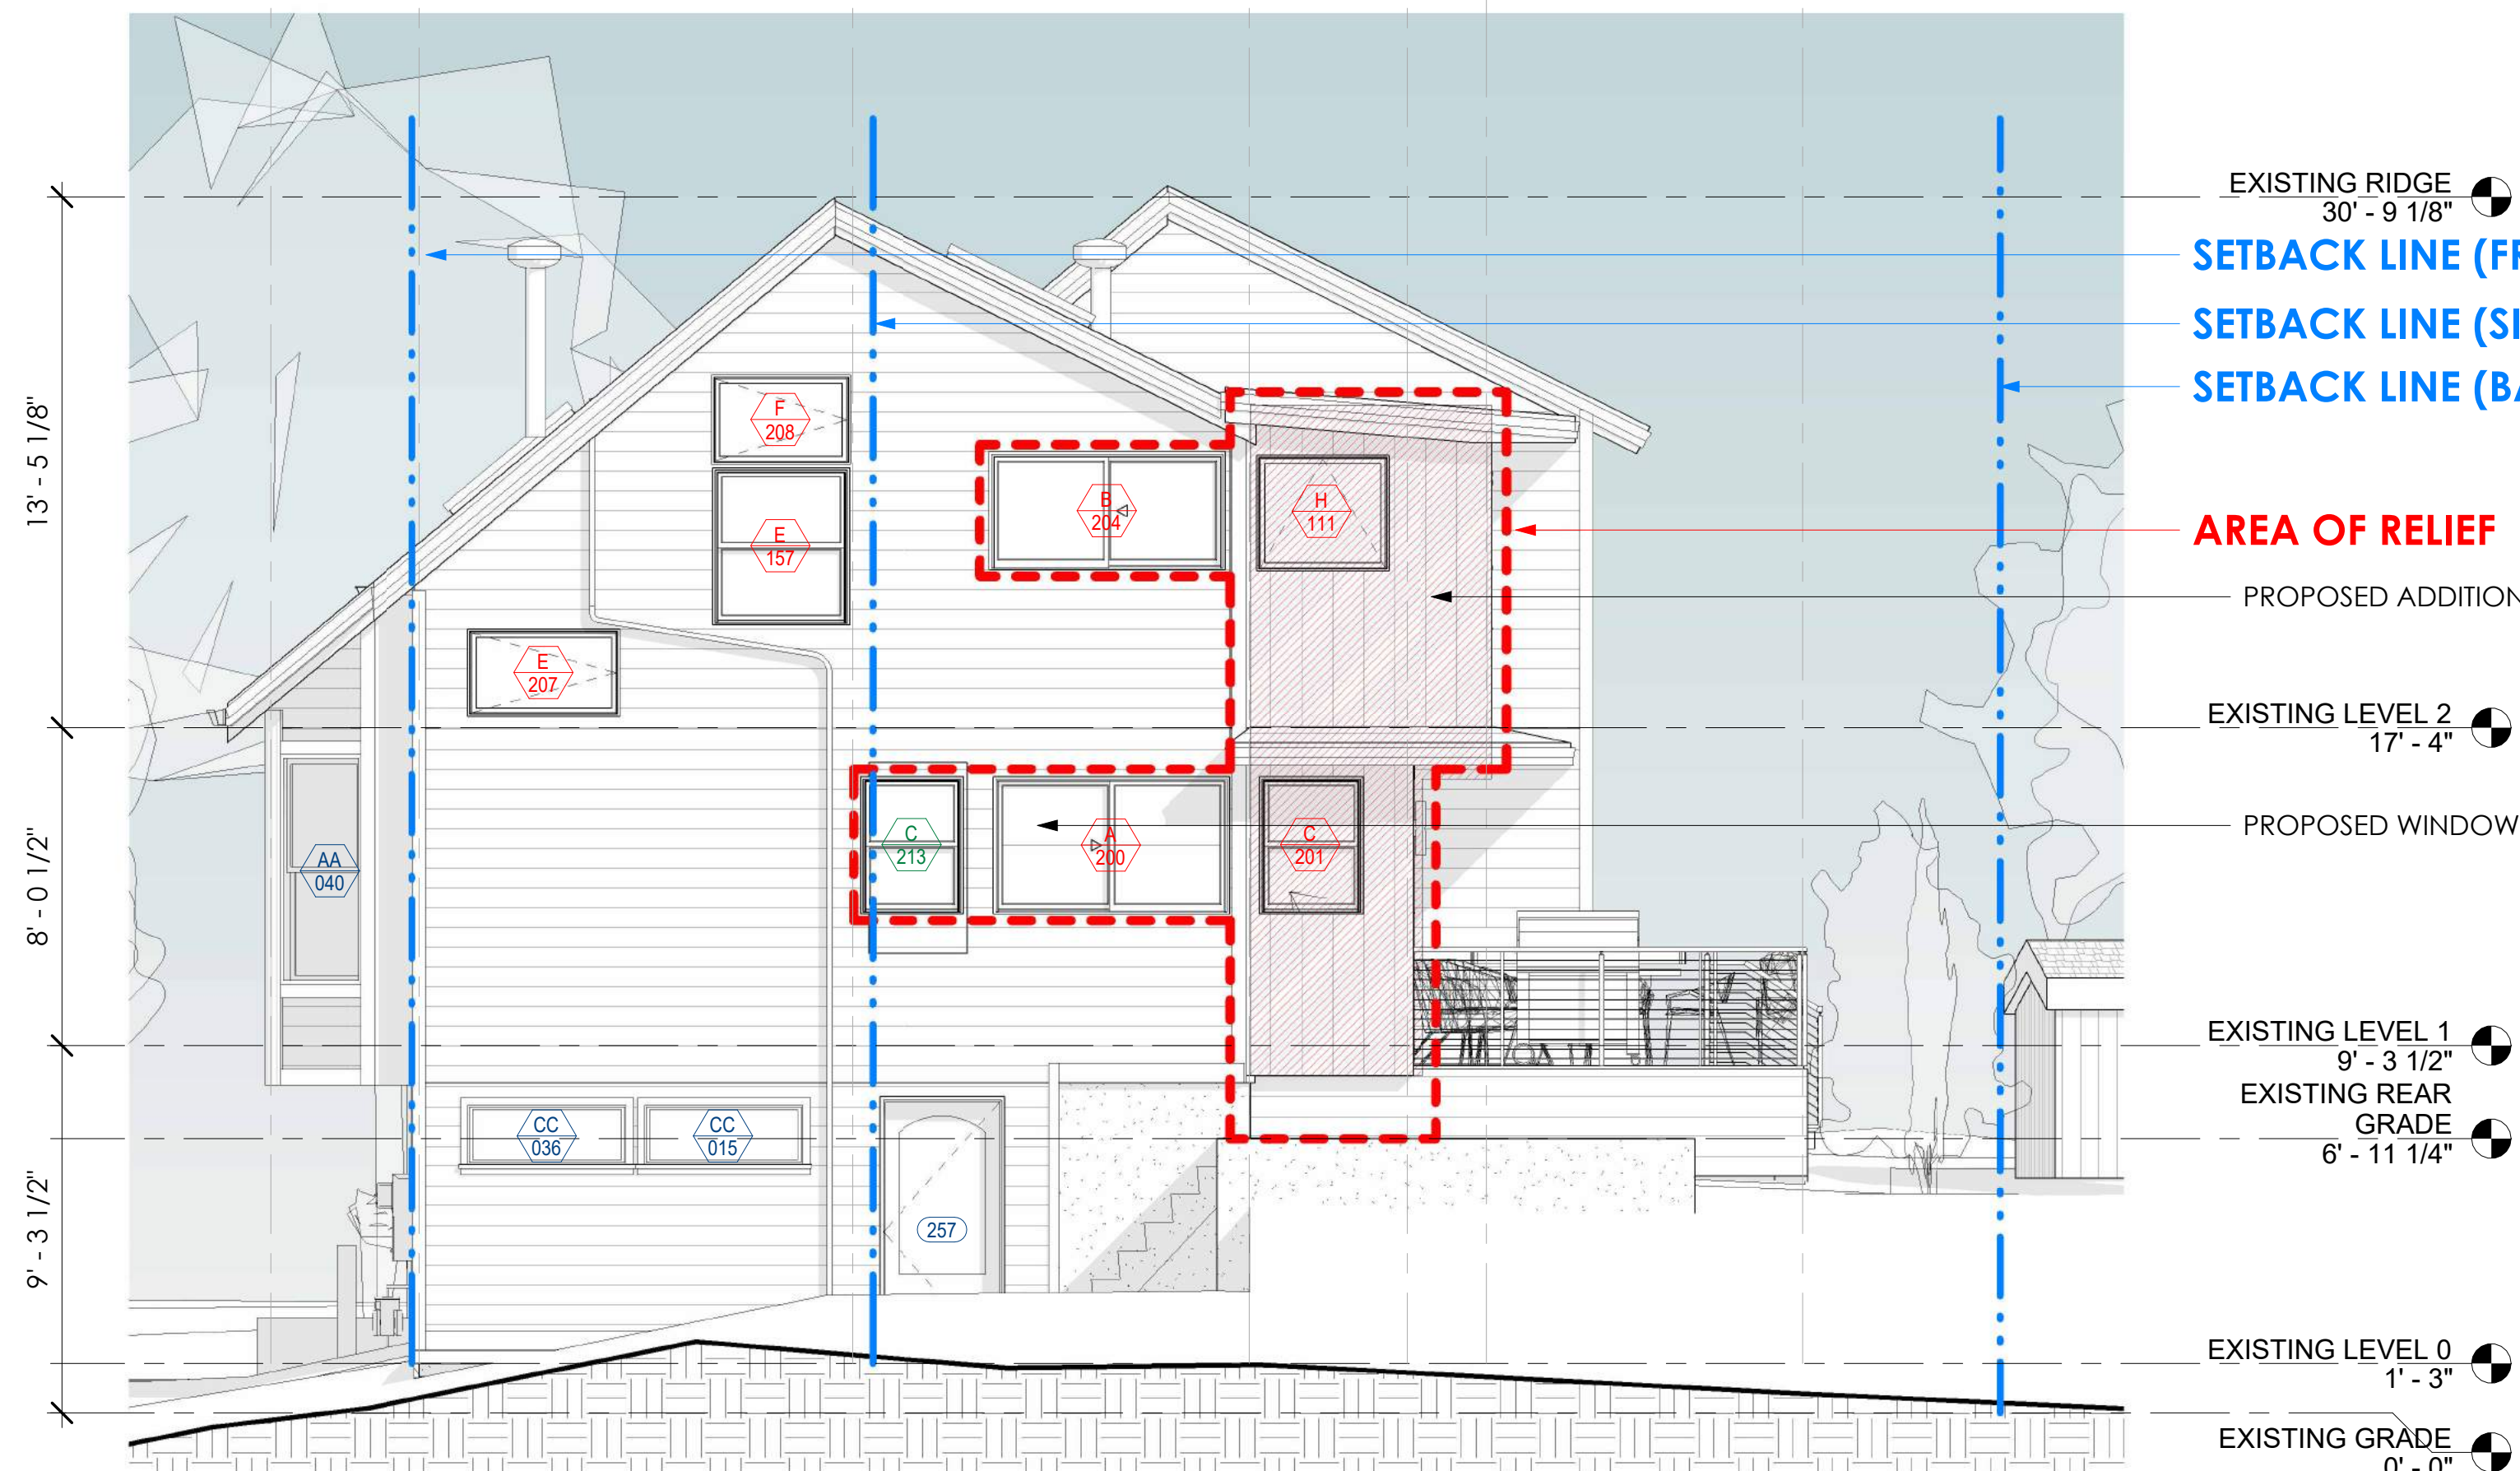 EXISTING RIDGE
30' - 9 1/8"
SETBACK LINE
SETBACK LINE
SETBACK LINE
13' - 5 1/8"
F
208
B
204
H
111
AREA OF RELIEF
E
157
PROPOSED ADDITION
E
207
EXISTING LEVEL 2
17' - 4"
8' - 0 1/2"
AA
040
C
213
A
200
C
201
PROPOSED WINDOW
EXISTING LEVEL 1
9' - 3 1/2"
EXISTING REAR
GRADE
6' - 11 1/4"
CC
036
CC
015
9' - 3 1/2"
257
EXISTING LEVEL 0
1' - 3"
EXISTING GRADE
0' - 0"